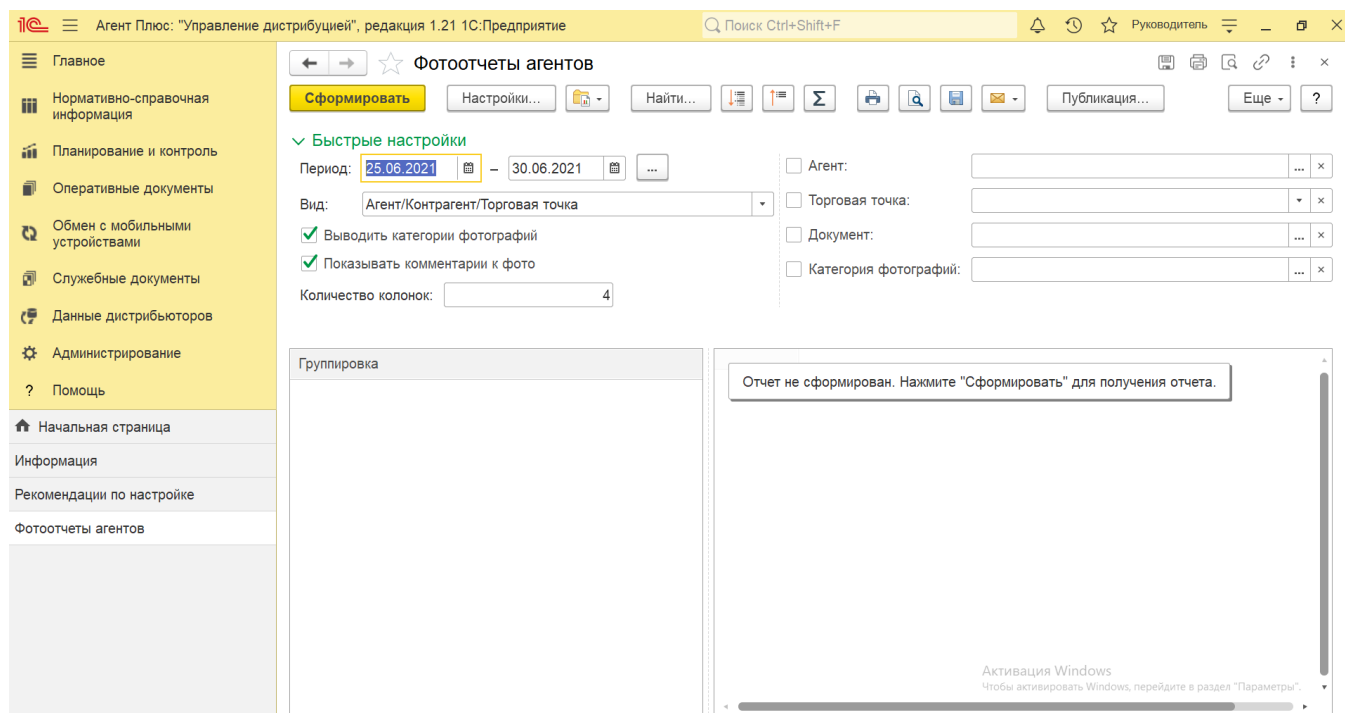 Агент Плюс: "Управление дистрибуцией", редакция 1.21 1С:Предприятие
Поиск Ctrl+Shift+F
Руководитель
Главное
Нормативно-справочная
информация
Планирование и контроль
Оперативные документы
Обмен с мобильными
устройствами
Служебные документы
Данные дистрибьюторов
Администрирование
? Помощь
Начальная страница
Информация
Рекомендации по настройке
Фотоотчеты агентов
Фотоотчеты агентов
Сформировать Настройки... Найти... Σ Публикация... Еще ?
Быстрые настройки
Период: 25.06.2021 – 30.06.2021 ...
Вид: Агент/Контрагент/Торговая точка
Выводить категории фотографий
Показывать комментарии к фото
Количество колонок: 4
Агент: ... ×
Торговая точка: ×
Документ: ... ×
Категория фотографий: ... ×
Группировка
Отчет не сформирован. Нажмите "Сформировать" для получения отчета.
Активация Windows
Чтобы активировать Windows, перейдите в раздел "Параметры".